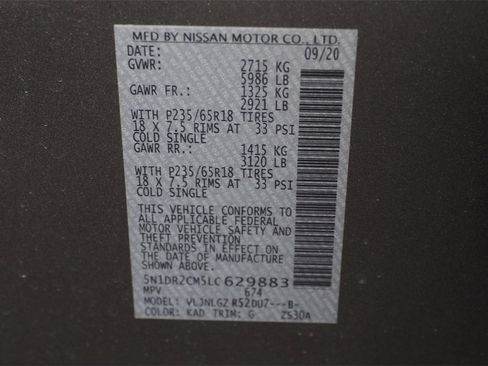 MFD BY NISSAN MOTOR CO., LTD.
DATE: 09/20
GVWR: 2715 KG
5986 LB
GAWR FR.: 1325 KG
2921 LB
WITH P235/65R18 TIRES
18 X 7.5 RIMS AT 33 PSI
COLD SINGLE
GAWR RR.: 1415 KG
3120 LB
WITH P235/65R18 TIRES
18 X 7.5 RIMS AT 33 PSI
COLD SINGLE
THIS VEHICLE CONFORMS TO
ALL APPLICABLE FEDERAL
MOTOR VEHICLE SAFETY AND
THEFT PREVENTION
STANDARDS IN EFFECT ON
THE DATE OF MANUFACTURE
SHOWN ABOVE.
5N1DR2CM5LC629883
MPV 674
MODEL: VLJNLGZ R52DU7---B-
COLOR: KAD TRIM: G ZS30A